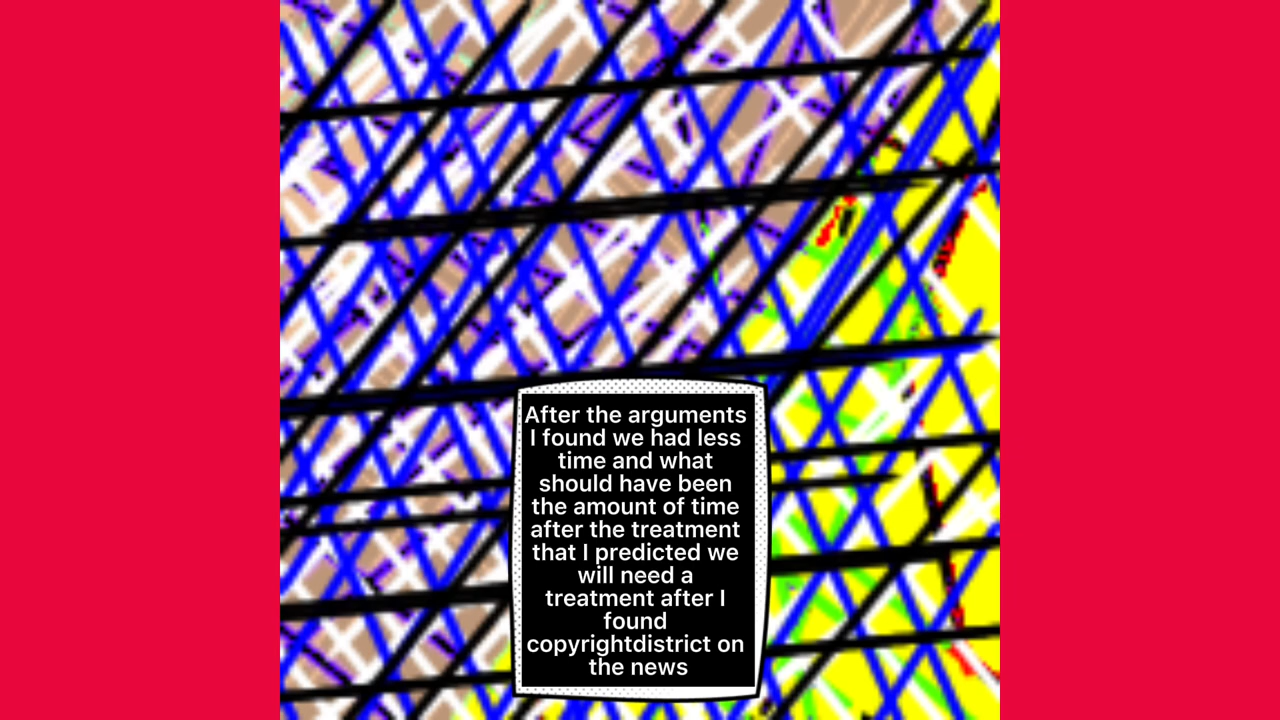 After the arguments
I found we had less
time and what
should have been
the amount of time
after the treatment
that I predicted we
will need a
treatment after I
found
copyrightdistrict on
the news